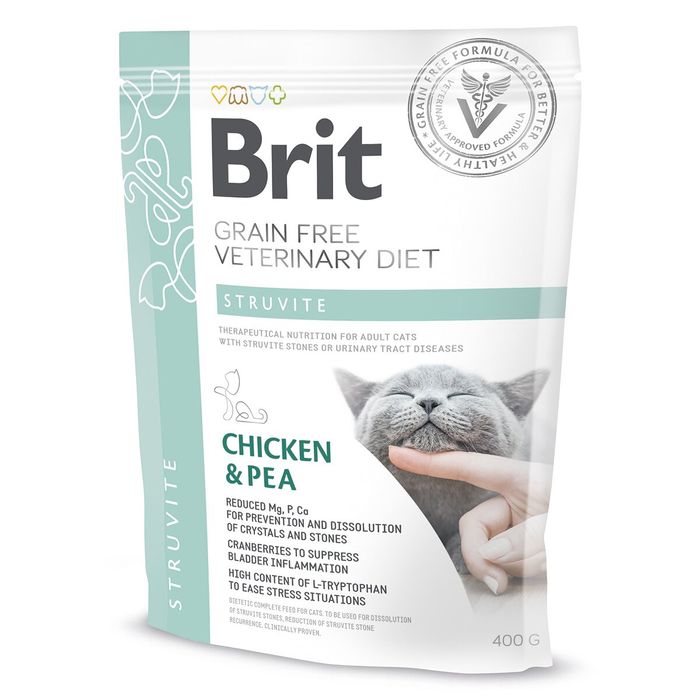 GRAIN FREE FORMULA FOR BETTER & HEALTHY LIFE *
VETERINARY APPROVED FORMULA
V
Brit
GRAIN FREE
VETERINARY DIET
STRUVITE
THERAPEUTICAL NUTRITION FOR ADULT CATS
WITH STRUVITE STONES OR URINARY TRACT DISEASES
CHICKEN
& PEA
REDUCED Mg, P, Ca
FOR PREVENTION AND DISSOLUTION
OF CRYSTALS AND STONES
CRANBERRIES TO SUPPRESS
BLADDER INFLAMMATION
HIGH CONTENT OF L-TRYPTOPHAN
TO EASE STRESS SITUATIONS
DIETETIC COMPLETE FEED FOR CATS. TO BE USED FOR DISSOLUTION
OF STRUVITE STONES, REDUCTION OF STRUVITE STONE
RECURRENCE. CLINICALLY PROVEN.
400 G
STRUVITE